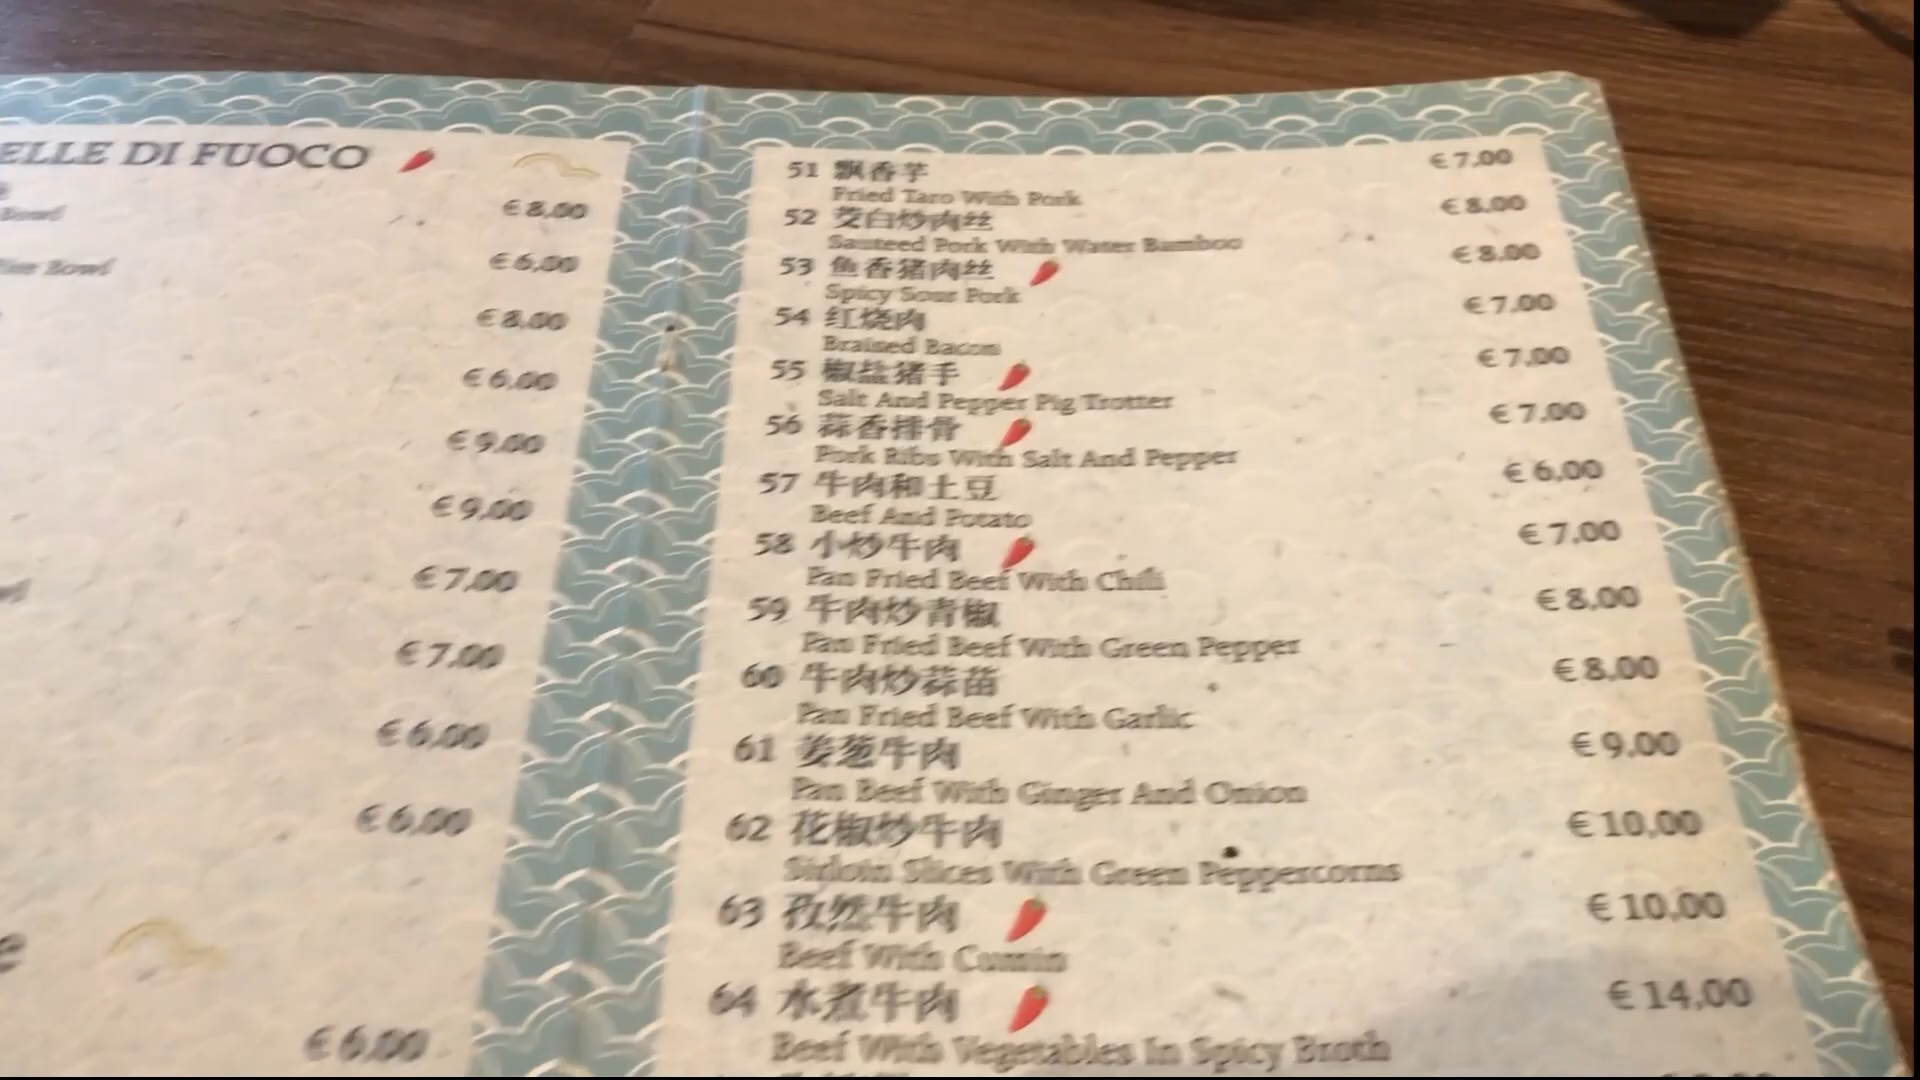 ELLE DI FUOCO
Bowl
€ 8,00
Bowl
€ 6,00
€ 8,00
€ 6,00
€ 9,00
€ 9,00
€ 7,00
€ 7,00
€ 6,00
€ 6,00
€ 6,00
51 飘香芋 € 7,00
Fried Taro With Pork
52 茭白炒肉丝 € 8,00
Sauteed Pork With Water Bamboo
53 鱼香猪肉丝 € 8,00
Spicy Sour Pork
54 红烧肉 € 7,00
Braised Bacon
55 椒盐猪手 € 7,00
Salt And Pepper Pig Trotter
56 蒜香排骨 € 7,00
Pork Ribs With Salt And Pepper
57 牛肉和土豆 € 6,00
Beef And Potato
58 小炒牛肉 € 7,00
Pan Fried Beef With Chili
59 牛肉炒青椒 € 8,00
Pan Fried Beef With Green Pepper
60 牛肉炒蒜苗 € 8,00
Pan Fried Beef With Garlic
61 姜葱牛肉 € 9,00
Pan Beef With Ginger And Onion
62 花椒炒牛肉 € 10,00
Sirloin Slices With Green Peppercorns
63 孜然牛肉 € 10,00
Beef With Cumin
64 水煮牛肉 € 14,00
Beef With Vegetables In Spicy Broth